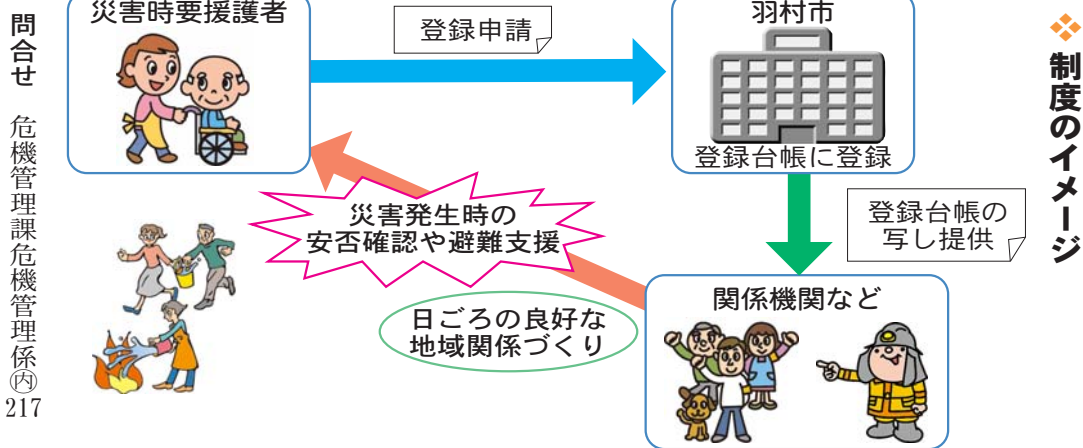 ❖ 制度のイメージ
災害時要援護者
登録申請
羽村市
登録台帳に登録
登録台帳の
写し提供
関係機関など
災害発生時の
安否確認や避難支援
日ごろの良好な
地域関係づくり
問合せ　危機管理課危機管理係㊄217